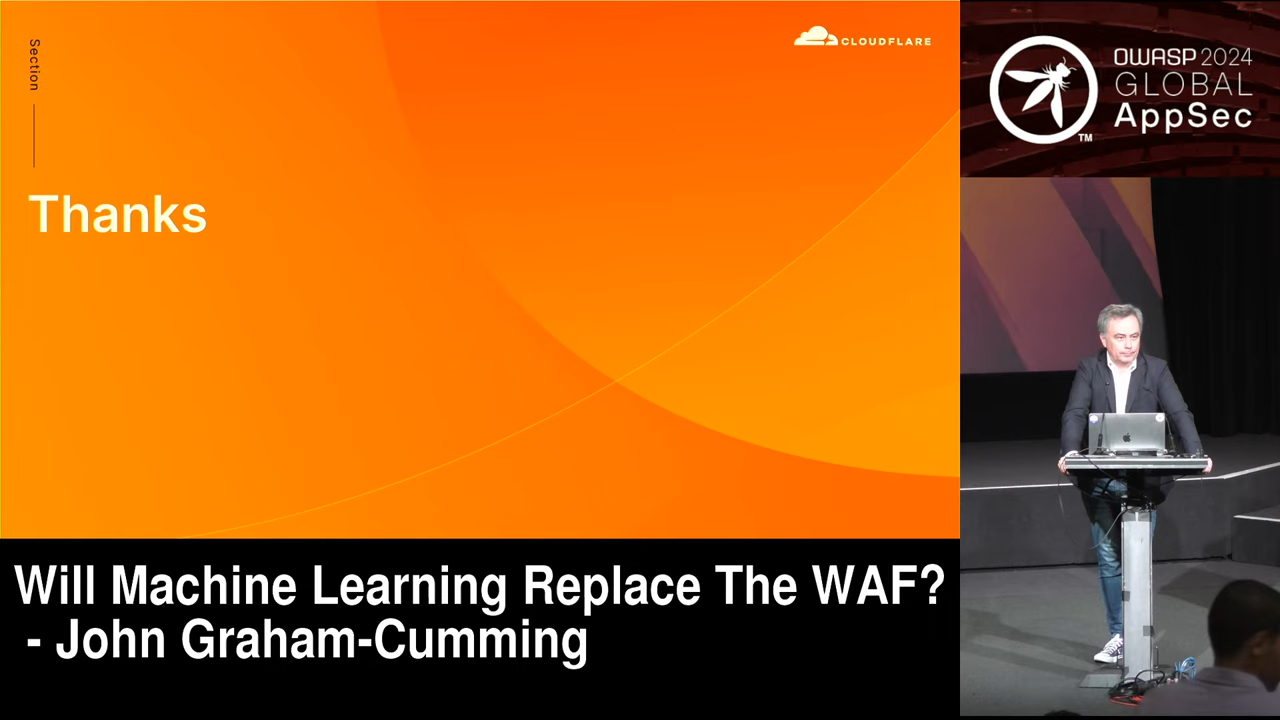 Section
CLOUDFLARE
Thanks
OWASP 2024
GLOBAL
AppSec
TM
Will Machine Learning Replace The WAF?
- John Graham-Cumming